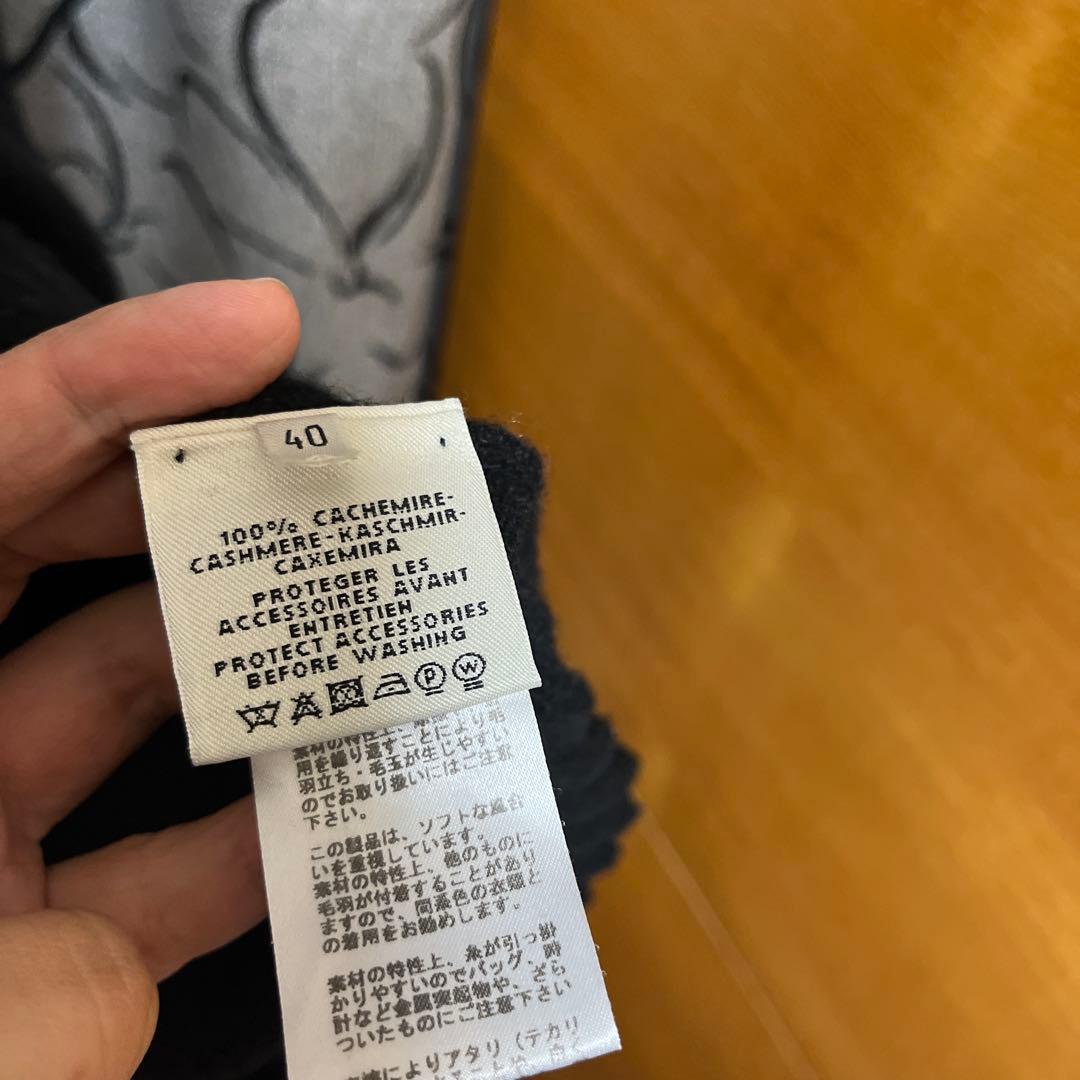 40
100% CACHEMIRE-
CASHMERE-KASCHMIR-
CAXEMIRA
PROTEGER LES
ACCESSOIRES AVANT
ENTRETIEN
PROTECT ACCESSORIES
BEFORE WASHING
P W
素材の特性上、
用を繰り返すことにより毛
羽立ち・毛玉が生じやすい
のでお取り扱いにはご注意
下さい。
この製品は、ソフトな風合
いを重視しています。
素材の特性上、他のものに
毛羽が付着することがあり
ますので、同系色の衣類と
の着用をお勧めします。
素材の特性上、糸が引っ掛
かりやすいのでバッグ、時
計など金属突起物や、ざら
ついたものにご注意下さい
によりアタリ（テカリ